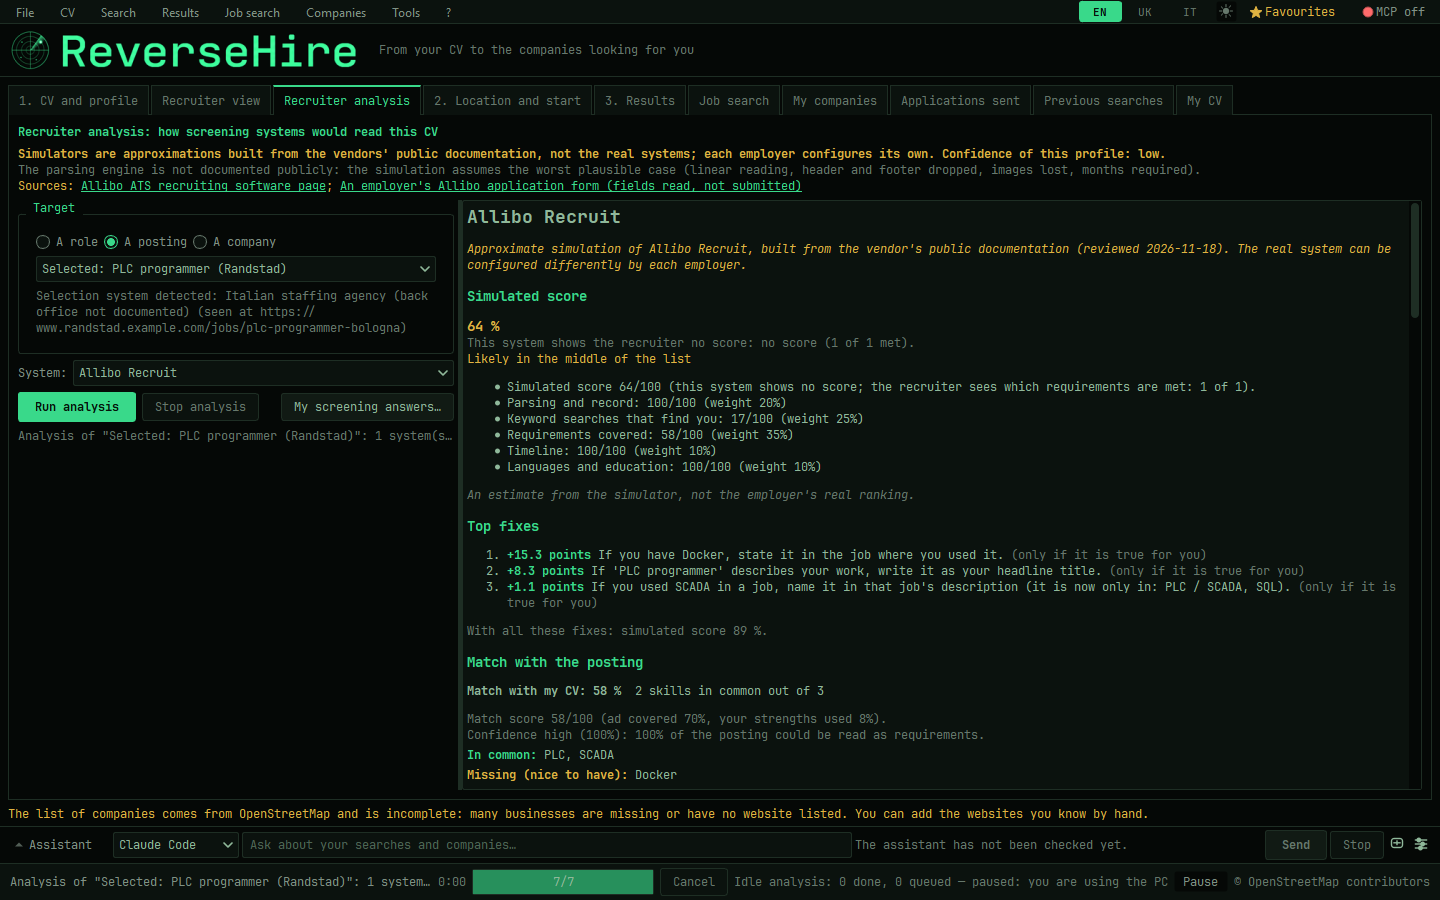 File CV Search Results Job search Companies Tools ?
EN UK IT Favourites MCP off
ReverseHire From your CV to the companies looking for you
1. CV and profile Recruiter view Recruiter analysis 2. Location and start 3. Results Job search My companies Applications sent Previous searches My CV
Recruiter analysis: how screening systems would read this CV
Simulators are approximations built from the vendors' public documentation, not the real systems; each employer configures its own. Confidence of this profile: low.
The parsing engine is not documented publicly: the simulation assumes the worst plausible case (linear reading, header and footer dropped, images lost, months required).
Sources: Allibo ATS recruiting software page; An employer's Allibo application form (fields read, not submitted)
Target
A role A posting A company
Selected: PLC programmer (Randstad)
Selection system detected: Italian staffing agency (back
office not documented) (seen at https://
www.randstad.example.com/jobs/plc-programmer-bologna)
System: Allibo Recruit
Run analysis Stop analysis My screening answers…
Analysis of "Selected: PLC programmer (Randstad)": 1 system(s…
Allibo Recruit
Approximate simulation of Allibo Recruit, built from the vendor's public documentation (reviewed 2026-11-18). The real system can be
configured differently by each employer.
Simulated score
64 %
This system shows the recruiter no score: no score (1 of 1 met).
Likely in the middle of the list
• Simulated score 64/100 (this system shows no score; the recruiter sees which requirements are met: 1 of 1).
• Parsing and record: 100/100 (weight 20%)
• Keyword searches that find you: 17/100 (weight 25%)
• Requirements covered: 58/100 (weight 35%)
• Timeline: 100/100 (weight 10%)
• Languages and education: 100/100 (weight 10%)
An estimate from the simulator, not the employer's real ranking.
Top fixes
1. +15.3 points If you have Docker, state it in the job where you used it. (only if it is true for you)
2. +8.3 points If 'PLC programmer' describes your work, write it as your headline title. (only if it is true for you)
3. +1.1 points If you used SCADA in a job, name it in that job's description (it is now only in: PLC / SCADA, SQL). (only if it is
true for you)
With all these fixes: simulated score 89 %.
Match with the posting
Match with my CV: 58 % 2 skills in common out of 3
Match score 58/100 (ad covered 70%, your strengths used 8%).
Confidence high (100%): 100% of the posting could be read as requirements.
In common: PLC, SCADA
Missing (nice to have): Docker
The list of companies comes from OpenStreetMap and is incomplete: many businesses are missing or have no website listed. You can add the websites you know by hand.
Assistant Claude Code Ask about your searches and companies… The assistant has not been checked yet. Send Stop
Analysis of "Selected: PLC programmer (Randstad)": 1 system… 0:00 7/7 Cancel Idle analysis: 0 done, 0 queued — paused: you are using the PC Pause © OpenStreetMap contributors